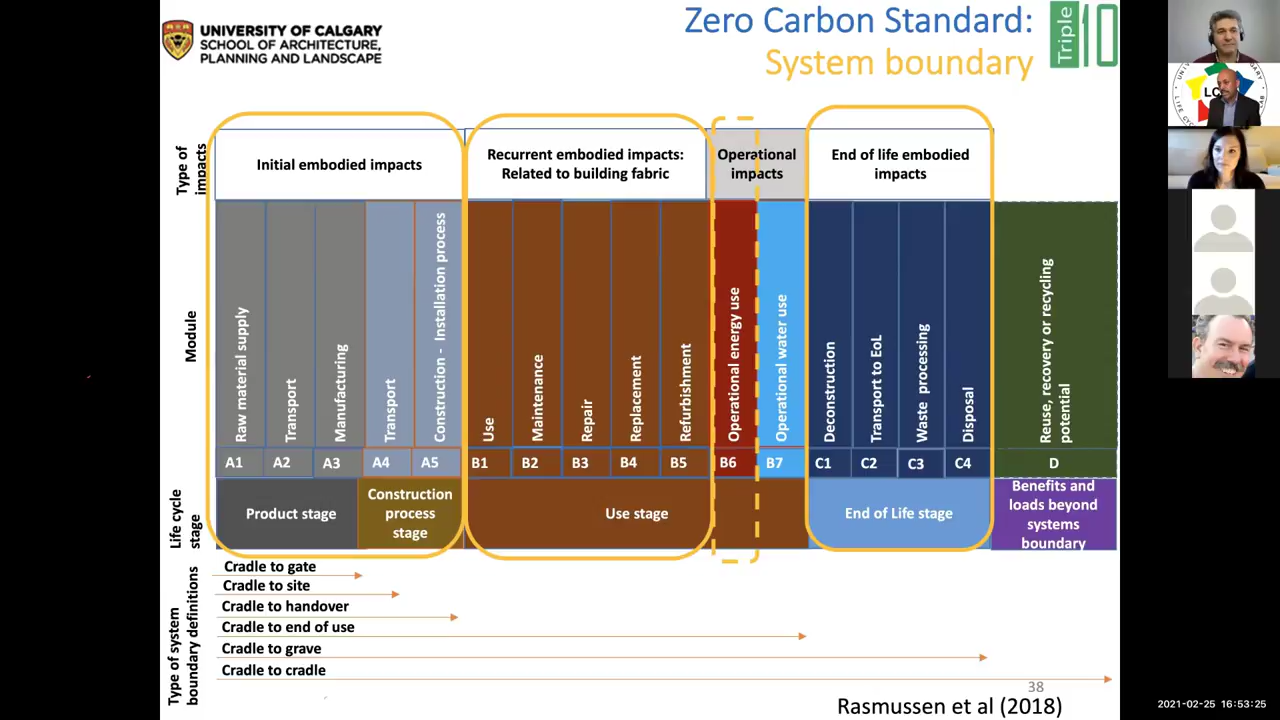 UNIVERSITY OF CALGARY
SCHOOL OF ARCHITECTURE,
PLANNING AND LANDSCAPE
Zero Carbon Standard:
System boundary
Triple
10
Type of
impacts
Initial embodied impacts
Recurrent embodied impacts:
Related to building fabric
Operational
impacts
End of life embodied
impacts
Module
Raw material supply
Transport
Manufacturing
Transport
Construction - Installation process
Use
Maintenance
Repair
Replacement
Refurbishment
Operational energy use
Operational water use
Deconstruction
Transport to EoL
Waste processing
Disposal
Reuse, recovery or recycling
potential
A1
A2
A3
A4
A5
B1
B2
B3
B4
B5
B6
B7
C1
C2
C3
C4
D
Life cycle
stage
Product stage
Construction
process
stage
Use stage
End of Life stage
Benefits and
loads beyond
systems
boundary
Type of system
boundary definitions
Cradle to gate
Cradle to site
Cradle to handover
Cradle to end of use
Cradle to grave
Cradle to cradle
38
Rasmussen et al (2018)
2021-02-25 16:53:25